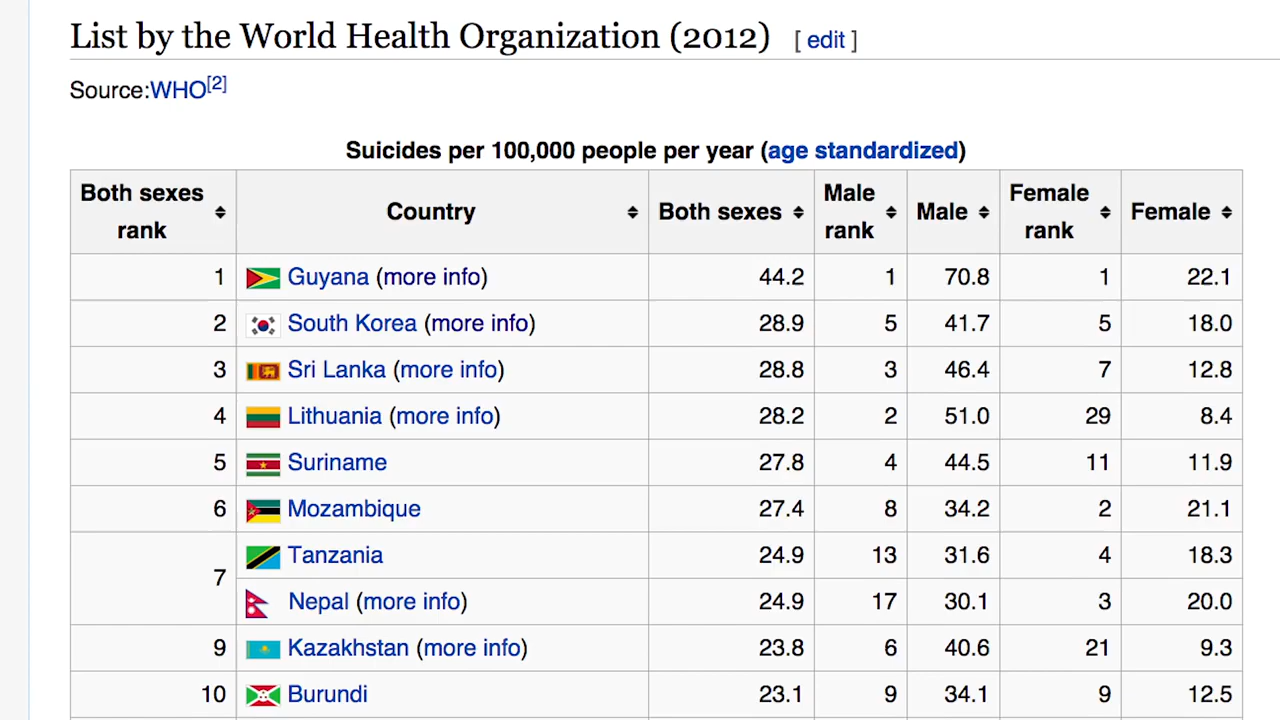 List by the World Health Organization (2012) [ edit ]
Source:WHO[2]
Suicides per 100,000 people per year (age standardized)
Both sexes rank Country Both sexes Male rank Male Female rank Female
1 Guyana (more info) 44.2 1 70.8 1 22.1
2 South Korea (more info) 28.9 5 41.7 5 18.0
3 Sri Lanka (more info) 28.8 3 46.4 7 12.8
4 Lithuania (more info) 28.2 2 51.0 29 8.4
5 Suriname 27.8 4 44.5 11 11.9
6 Mozambique 27.4 8 34.2 2 21.1
7 Tanzania 24.9 13 31.6 4 18.3
Nepal (more info) 24.9 17 30.1 3 20.0
9 Kazakhstan (more info) 23.8 6 40.6 21 9.3
10 Burundi 23.1 9 34.1 9 12.5